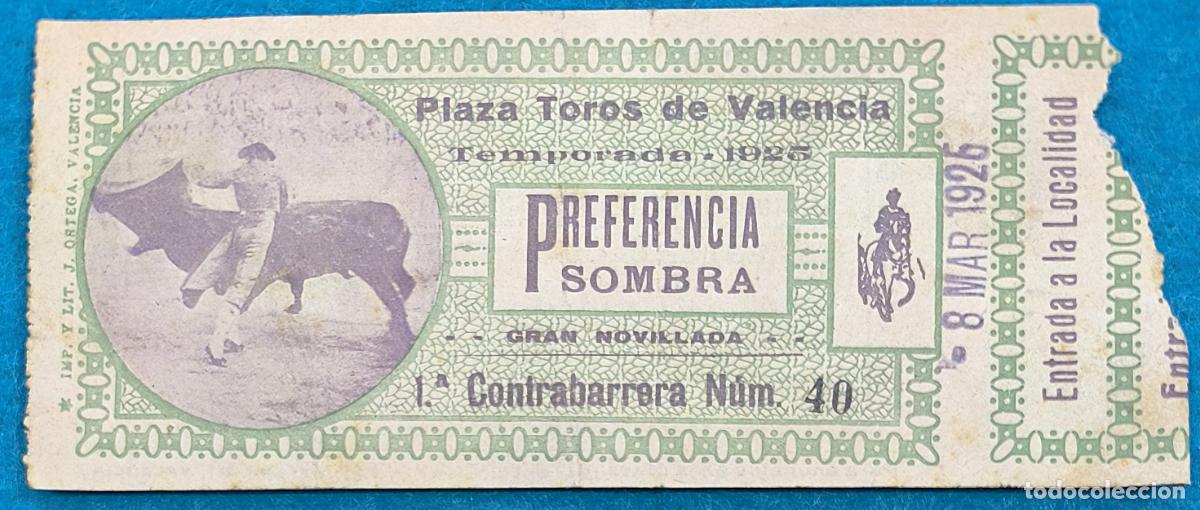 * IMP. Y LIT. J. ORTEGA. VALENCIA
Plaza Toros de Valencia
Temporada - 1925
PREFERENCIA
SOMBRA
- - GRAN NOVILLADA - -
1.ª Contrabarrera Núm. 40
- 8 MAR 1925
Entrada a la Localidad
todocoleccion